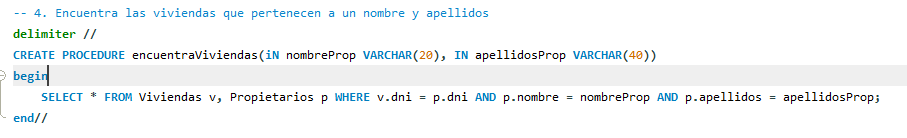 -- 4. Encuentra las viviendas que pertenecen a un nombre y apellidos
delimiter //
CREATE PROCEDURE encuentraViviendas(iN nombreProp VARCHAR(20), IN apellidosProp VARCHAR(40))
begin
SELECT * FROM Viviendas v, Propietarios p WHERE v.dni = p.dni AND p.nombre = nombreProp AND p.apellidos = apellidosProp;
end//